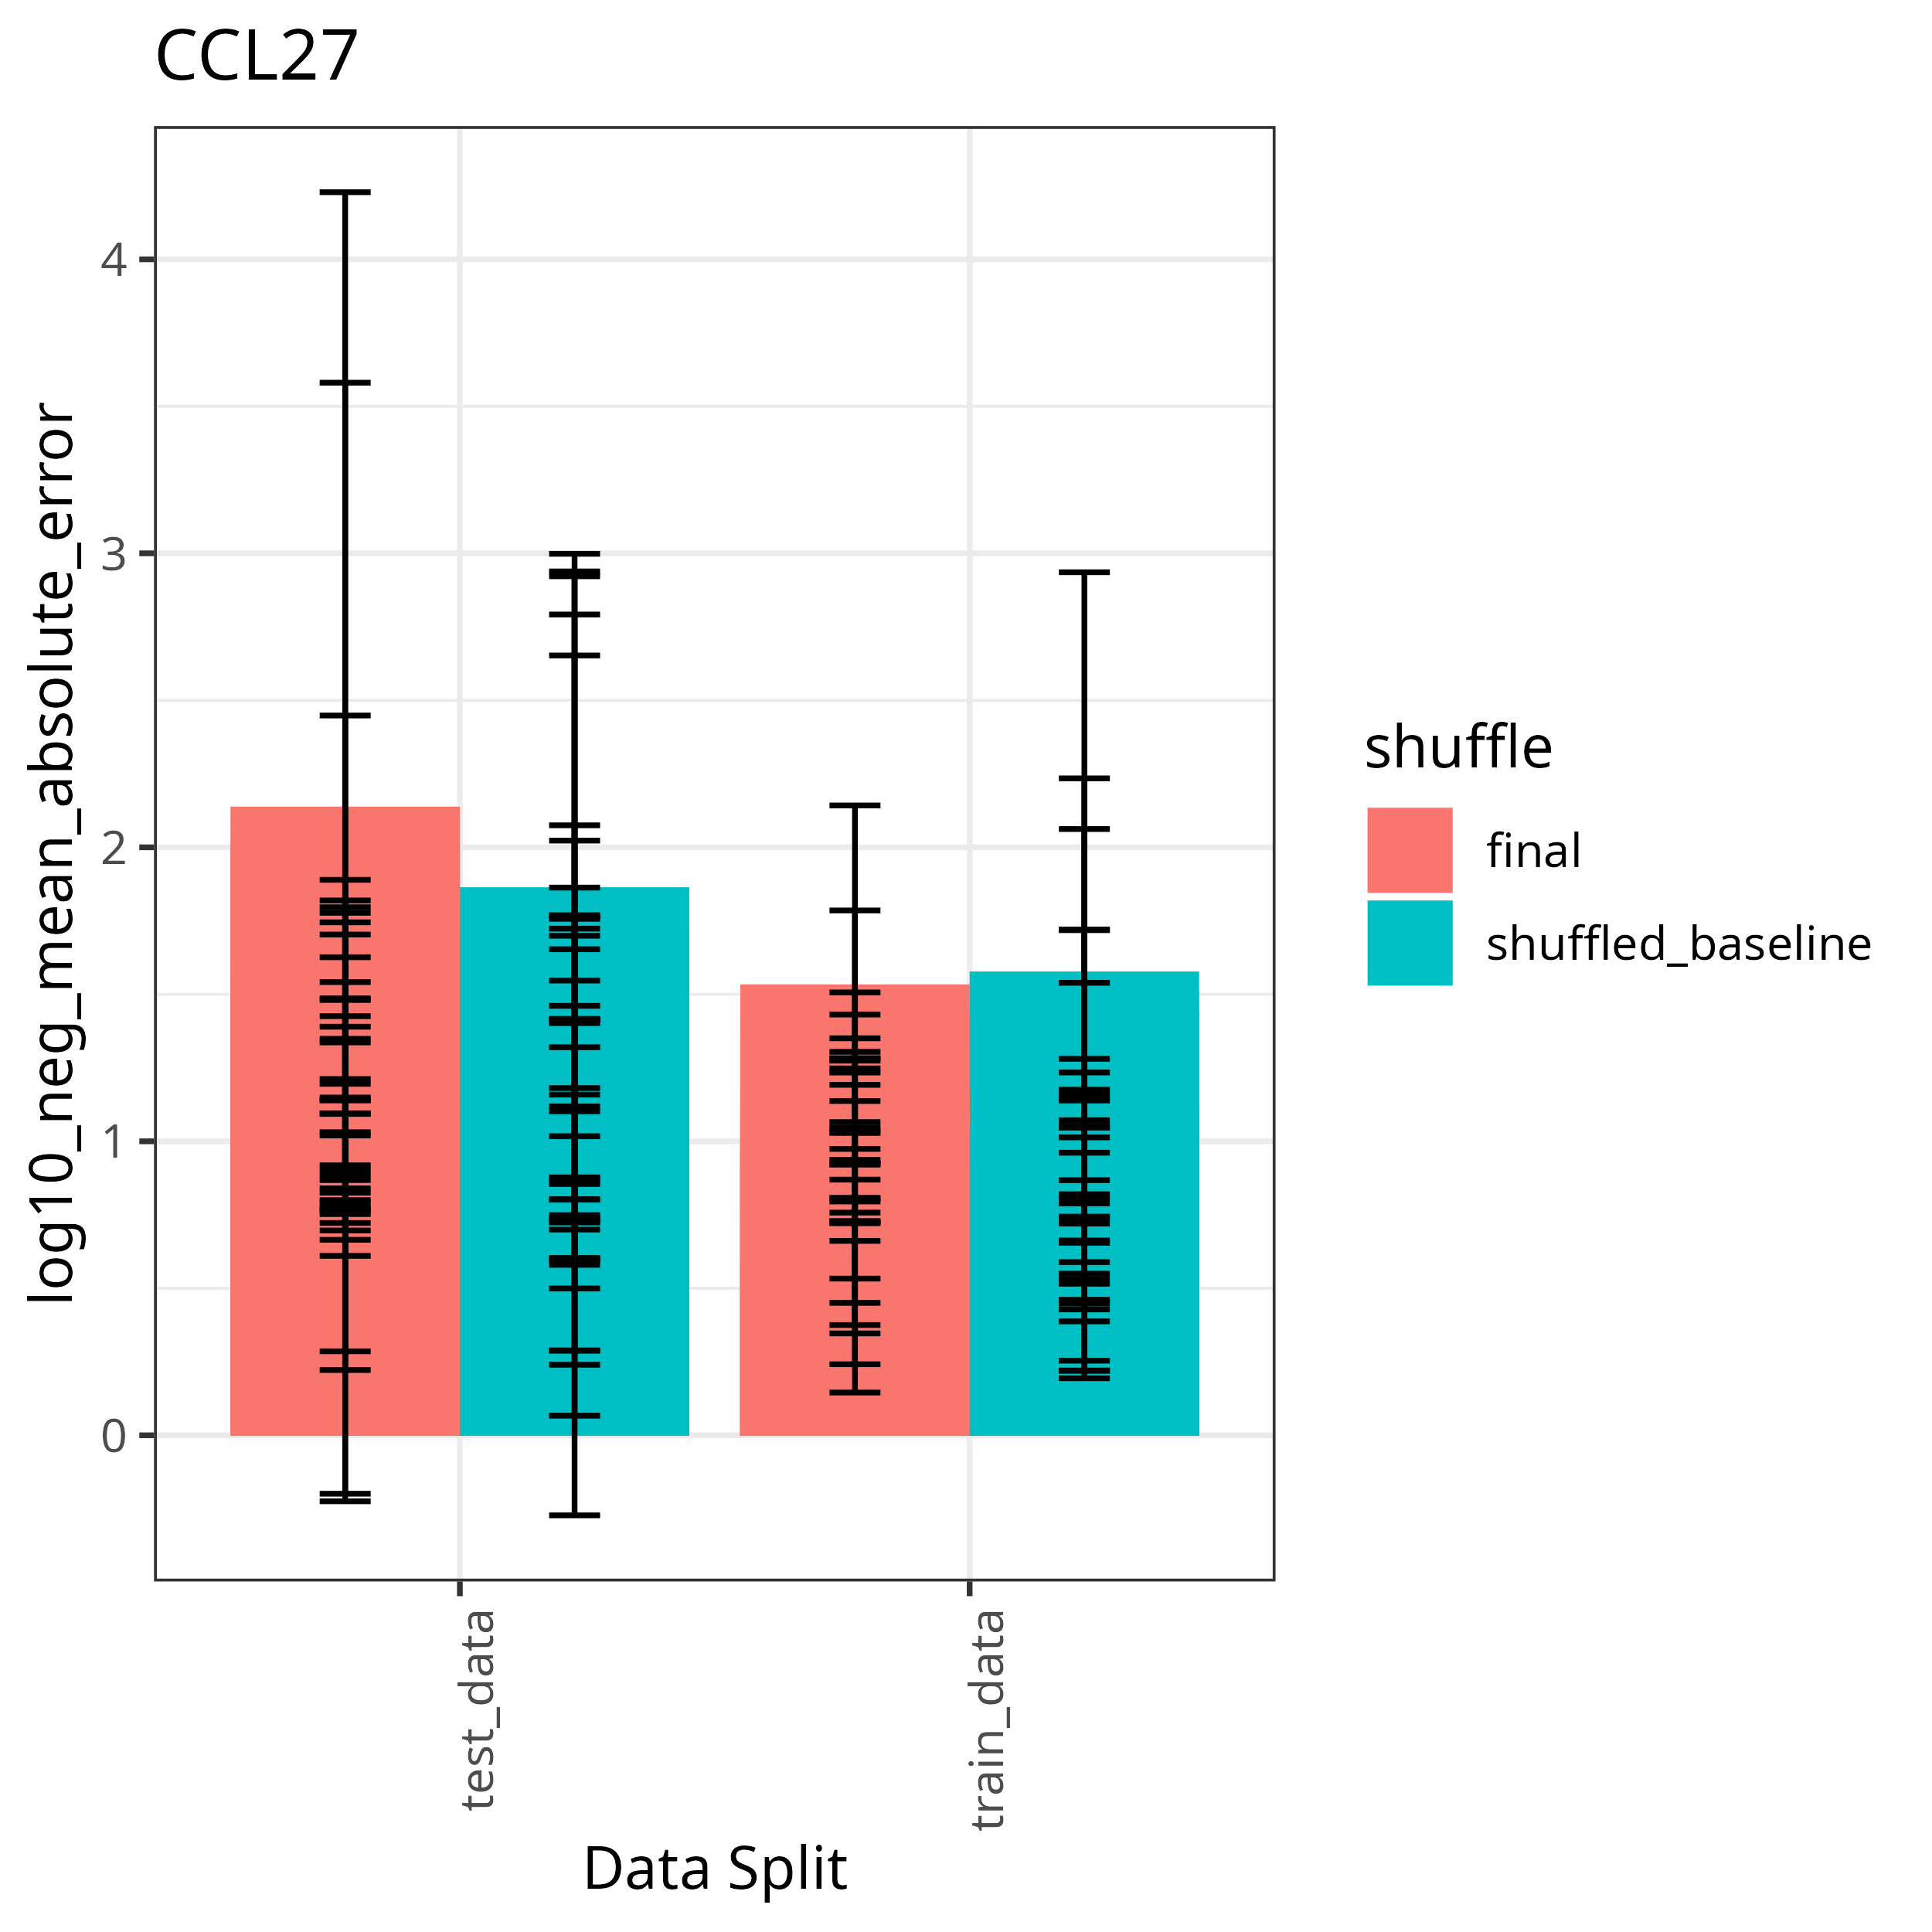 CCL27
log10_neg_mean_absolute_error
4
3
2
1
0
test_data
train_data
Data Split
shuffle
final
shuffled_baseline